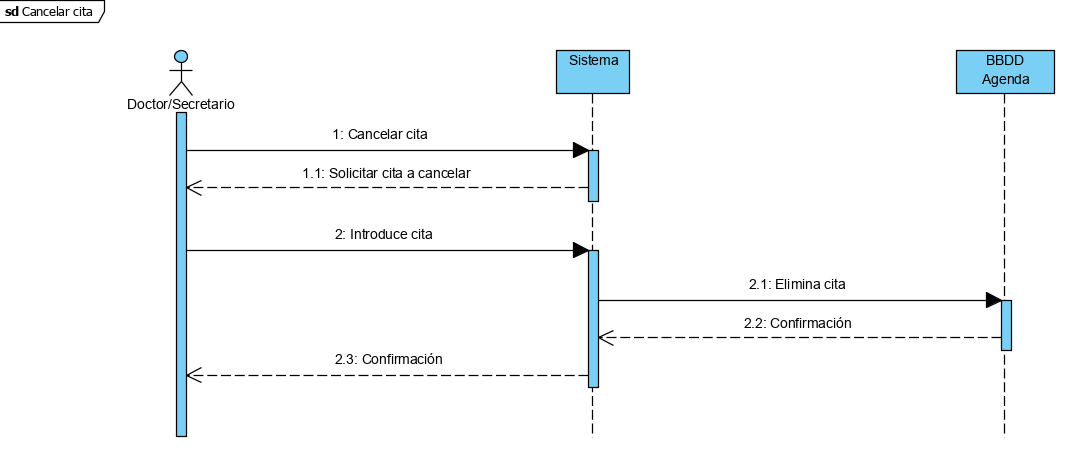 sd Cancelar cita
Doctor/Secretario
Sistema
BBDD
Agenda
1: Cancelar cita
1.1: Solicitar cita a cancelar
2: Introduce cita
2.1: Elimina cita
2.2: Confirmación
2.3: Confirmación